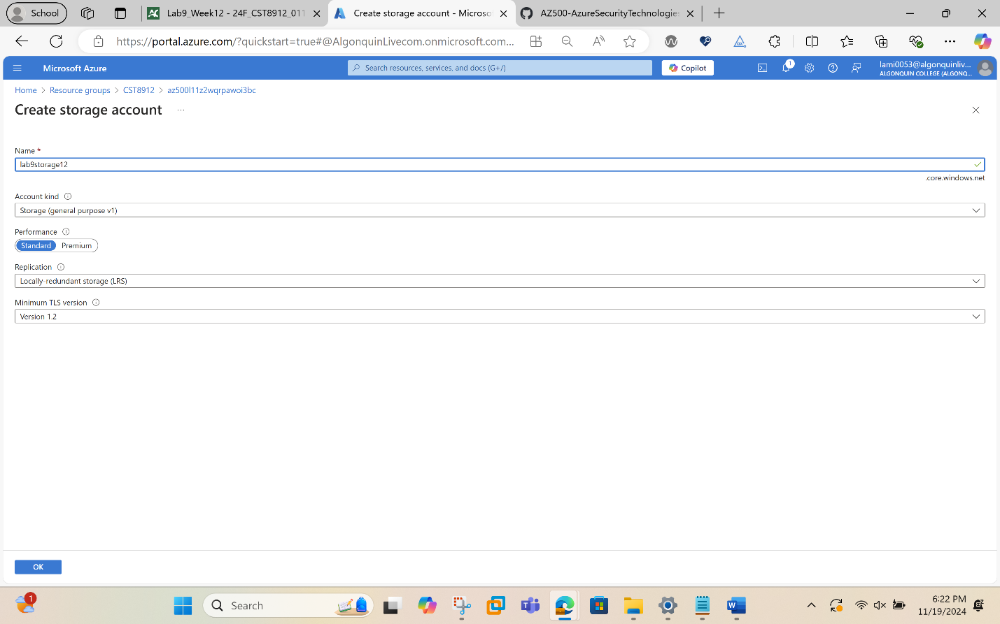 School
Lab9_Week12 - 24F_CST8912_011
Create storage account - Microso
AZ500-AzureSecurityTechnologies
https://portal.azure.com/?quickstart=true#@AlgonquinLivecom.onmicrosoft.com...
Microsoft Azure
Search resources, services, and docs (G+/)
Copilot
1
lami0053@algonquinliv...
ALGONQUIN COLLEGE (ALGONQ...
Home > Resource groups > CST8912 > az500l11z2wqrpawoi3bc
Create storage account ...
Name *
lab9storage12
.core.windows.net
Account kind
Storage (general purpose v1)
Performance
Standard Premium
Replication
Locally-redundant storage (LRS)
Minimum TLS version
Version 1.2
OK
1
Search
6:22 PM
11/19/2024